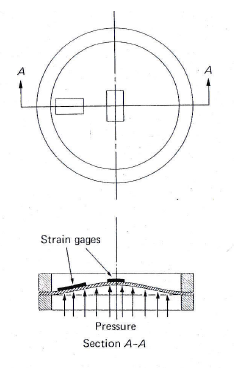 A A
Strain gages
Pressure
Section A-A